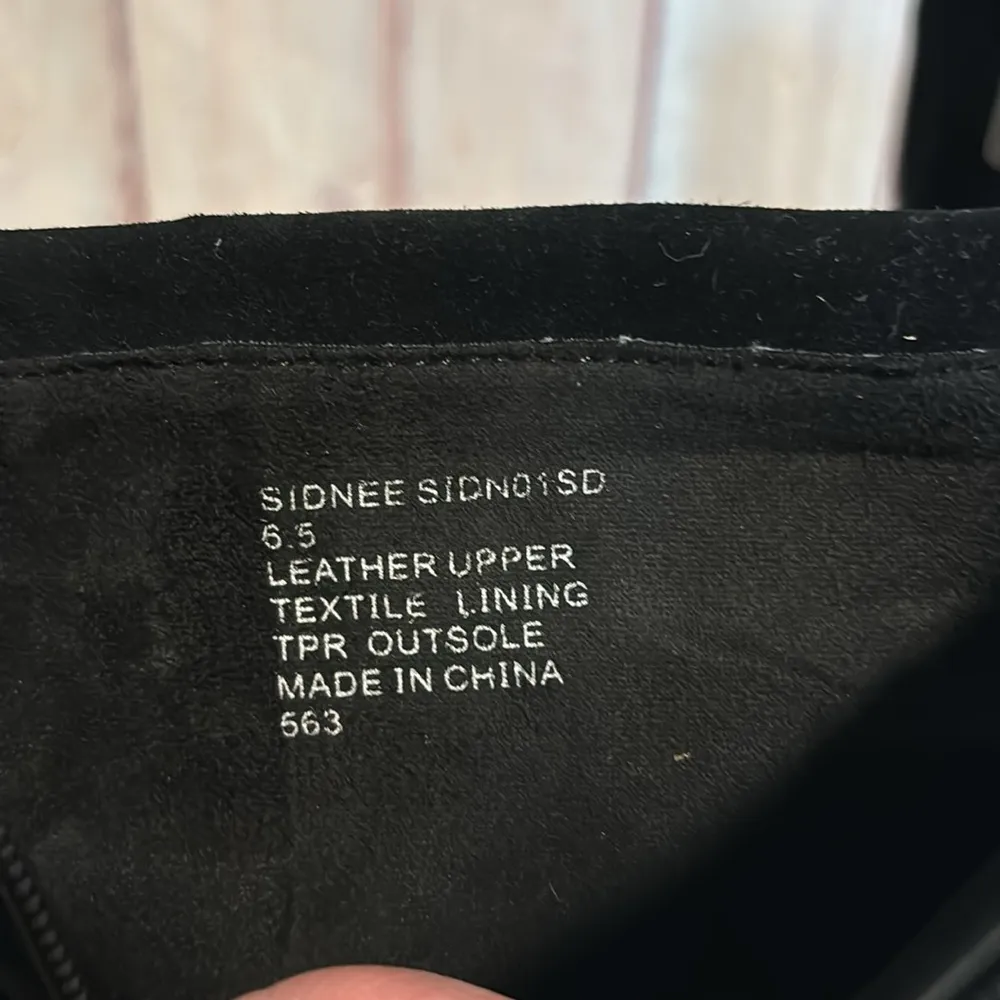 SIDNEE SIDN01SD
6.5
LEATHER UPPER
TEXTILE LINING
TPR OUTSOLE
MADE IN CHINA
563